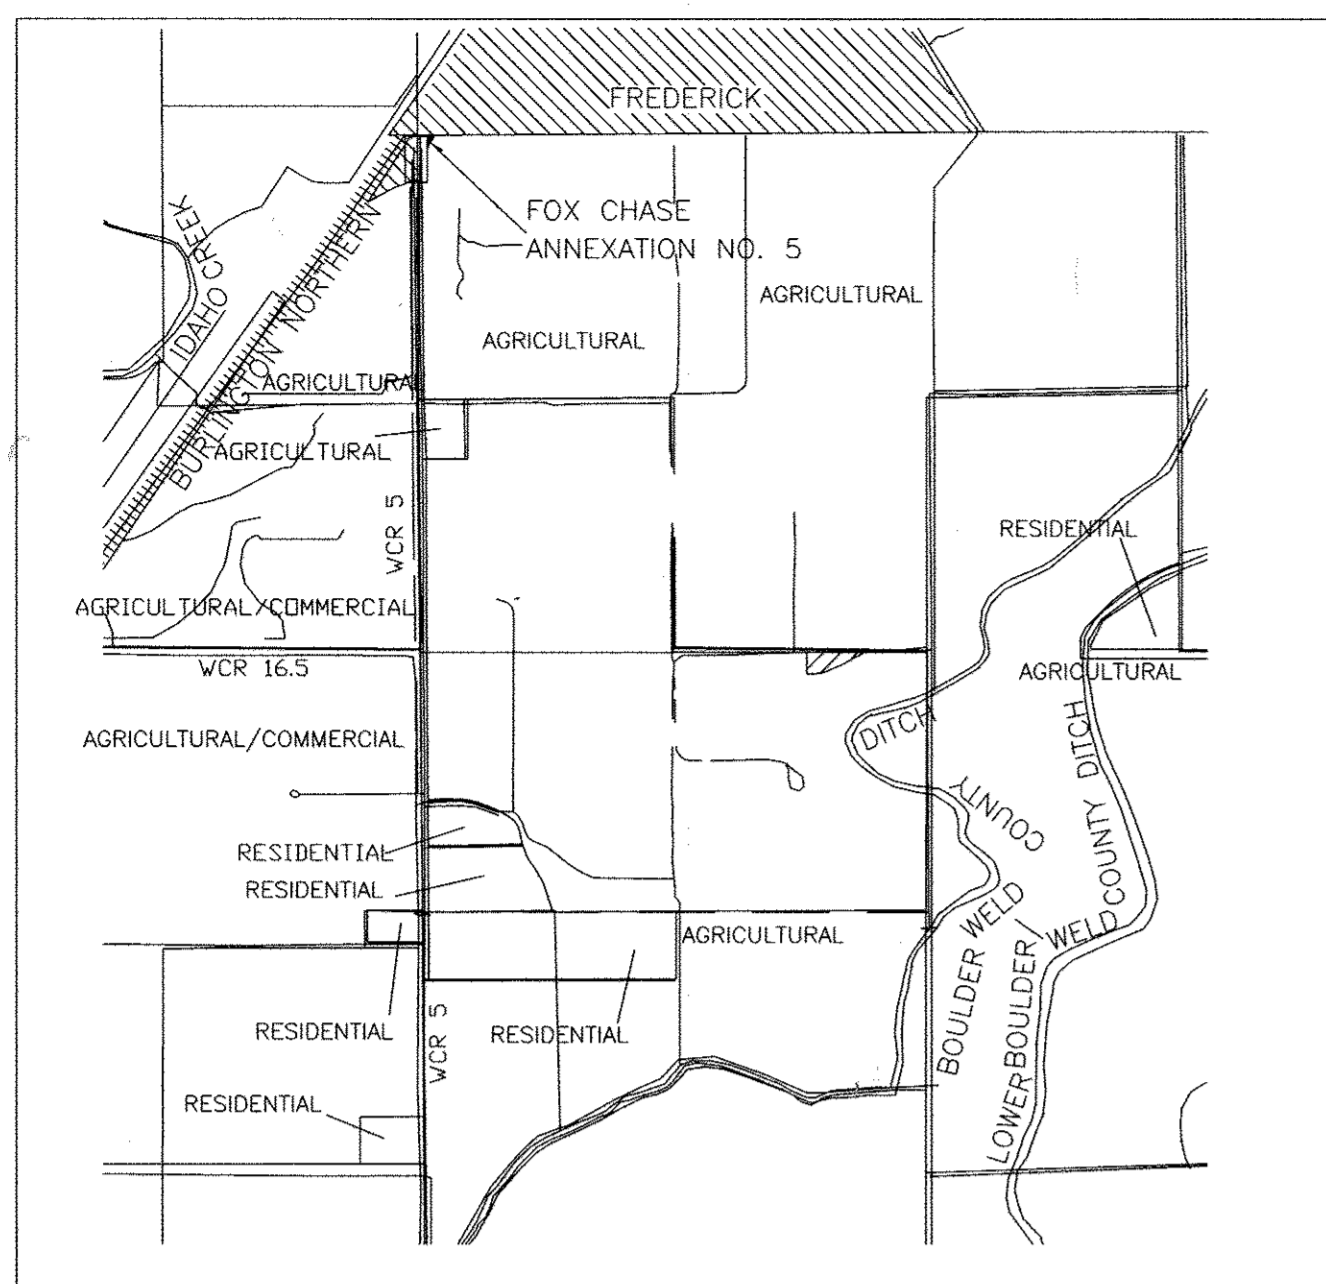 FREDERICK
FOX CHASE
ANNEXATION NO. 5
IDAHO CREEK
BURLINGTON NORTHERN
AGRICULTURAL
AGRICULTURAL
AGRICULTURAL
AGRICULTURAL
WCR 5
RESIDENTIAL
AGRICULTURAL/COMMERCIAL
WCR 16.5
AGRICULTURAL
AGRICULTURAL/COMMERCIAL
RESIDENTIAL
RESIDENTIAL
AGRICULTURAL
RESIDENTIAL
RESIDENTIAL
WCR 5
RESIDENTIAL
BOULDER WELD COUNTY DITCH
LOWER BOULDER WELD COUNTY DITCH